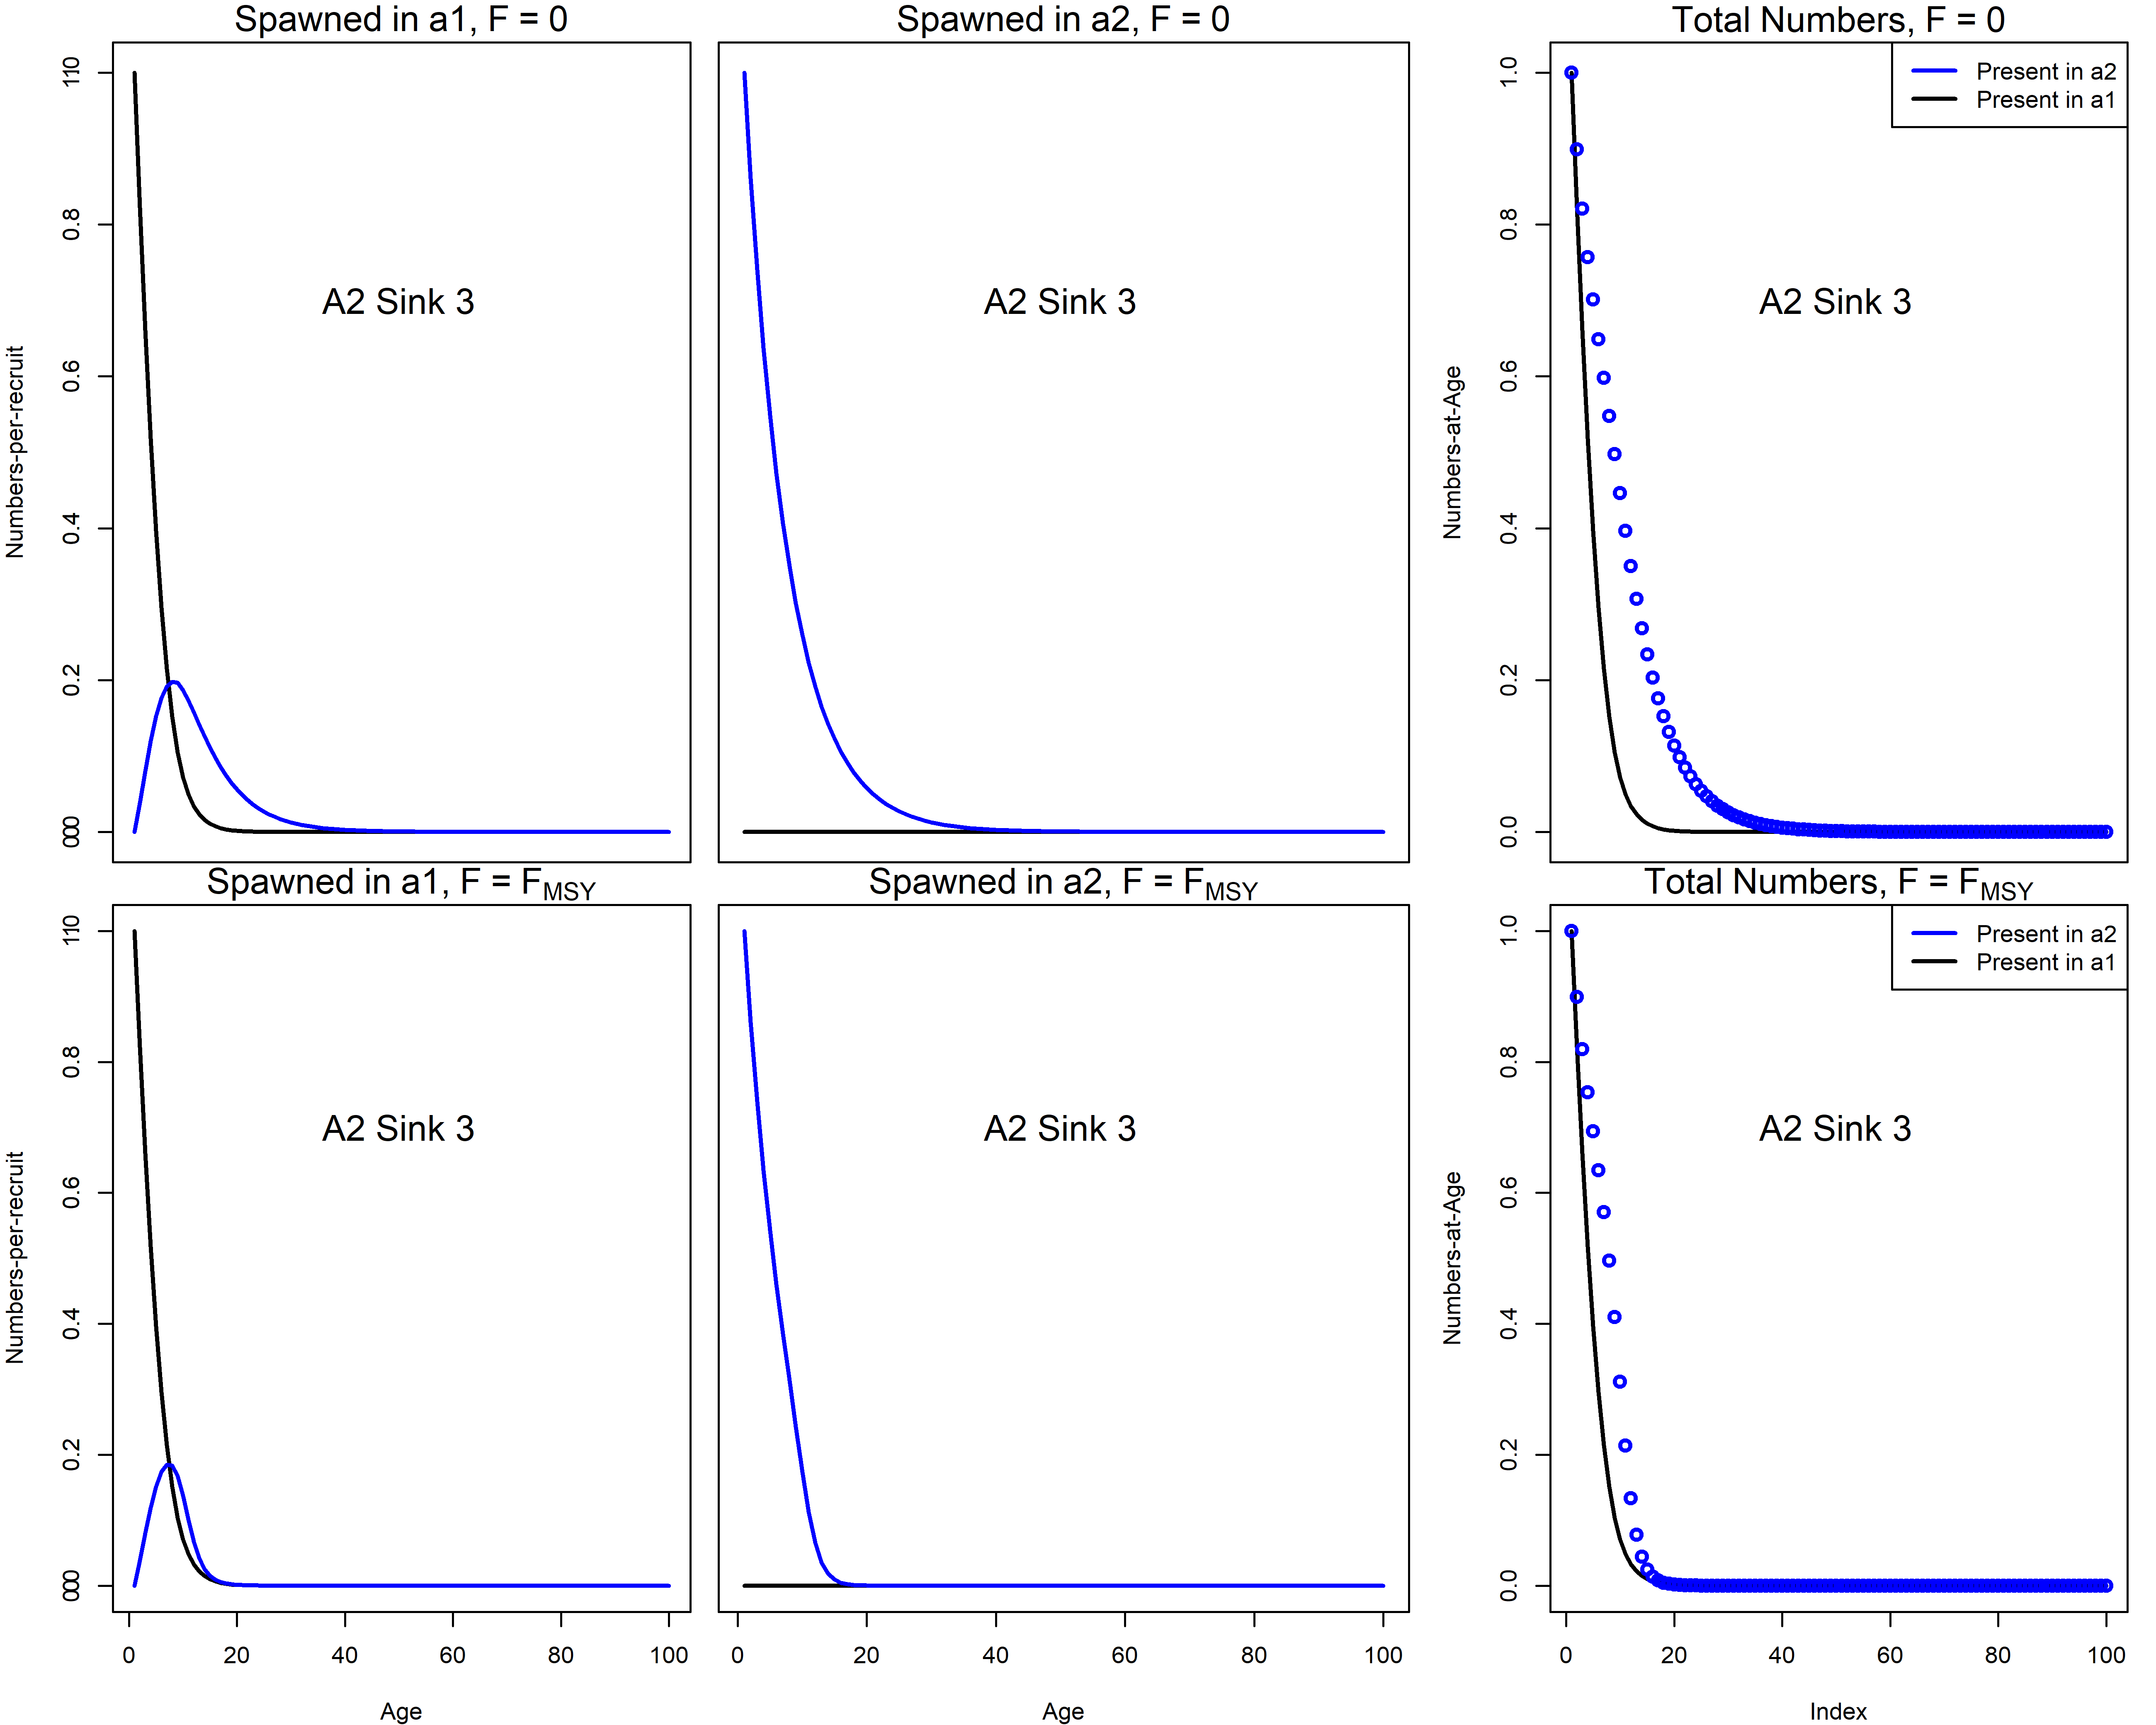 Spawned in a1, F = 0
Spawned in a2, F = 0
Total Numbers, F = 0
Numbers-per-recruit
000
0.2
0.4
0.6
0.8
110
A2 Sink 3
A2 Sink 3
Numbers-at-Age
0.0
0.2
0.4
0.6
0.8
1.0
Present in a2
Present in a1
A2 Sink 3
Spawned in a1, F = FMSY
Spawned in a2, F = FMSY
Total Numbers, F = FMSY
Numbers-per-recruit
000
0.2
0.4
0.6
0.8
110
A2 Sink 3
A2 Sink 3
Numbers-at-Age
0.0
0.2
0.4
0.6
0.8
1.0
Present in a2
Present in a1
A2 Sink 3
0 20 40 60 80 100
0 20 40 60 80 100
0 20 40 60 80 100
Age
Age
Index